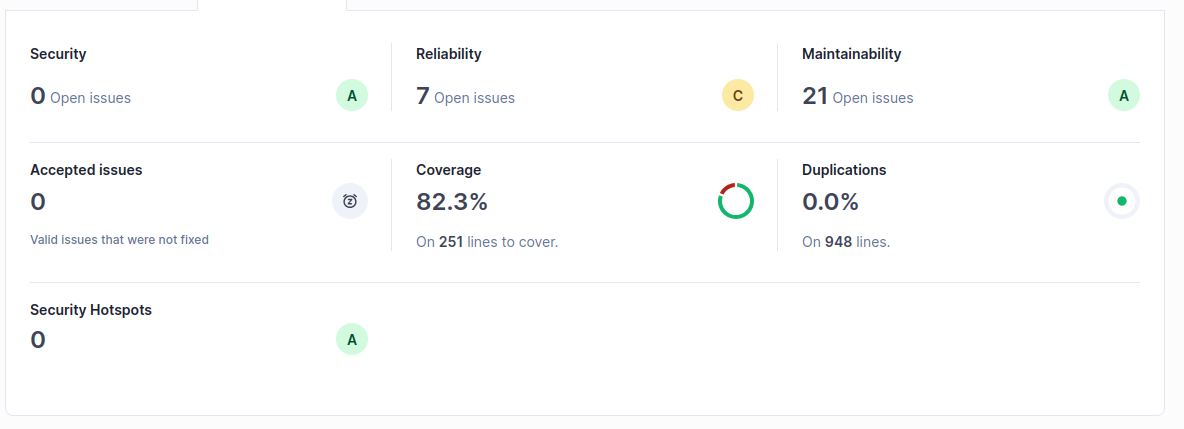 Security
0 Open issues
A
Reliability
7 Open issues
C
Maintainability
21 Open issues
A
Accepted issues
0
Valid issues that were not fixed
Coverage
82.3%
On 251 lines to cover.
Duplications
0.0%
On 948 lines.
Security Hotspots
0
A